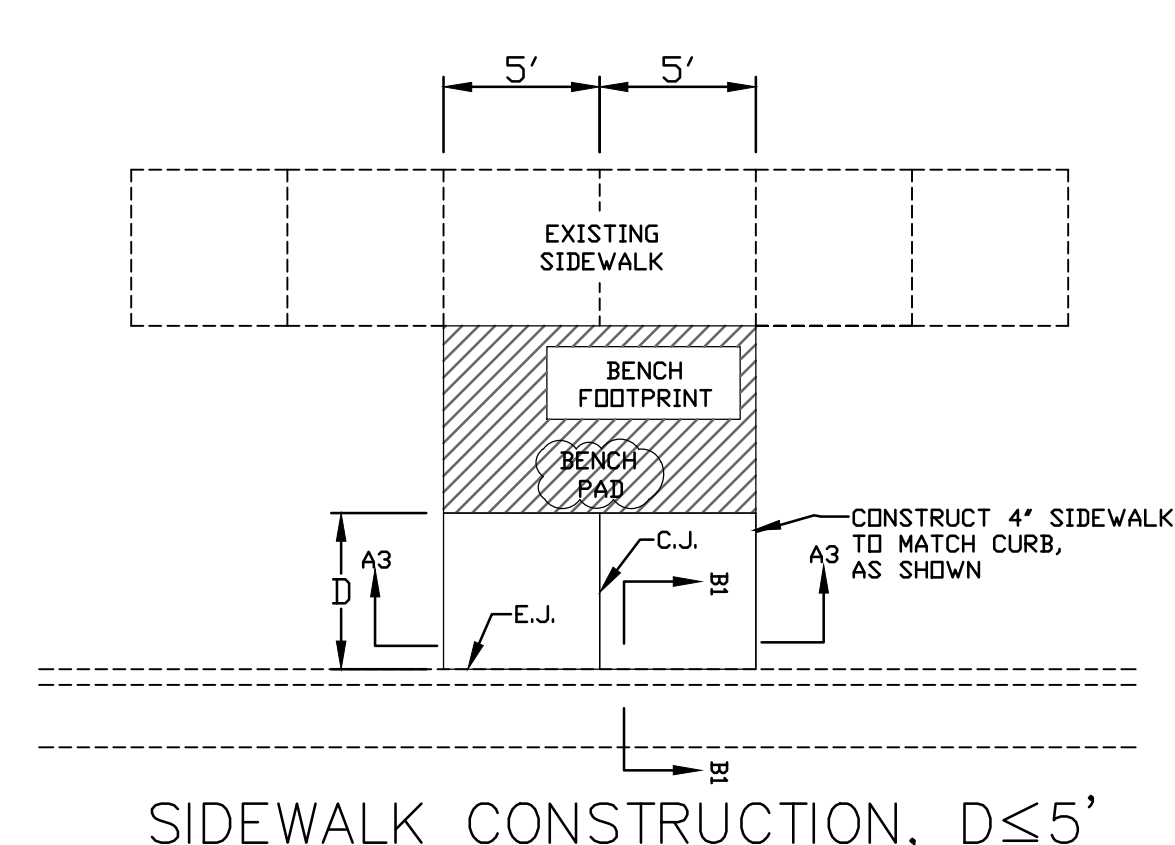 5' 5'
EXISTING
SIDEWALK
BENCH
FOOTPRINT
BENCH
PAD
CONSTRUCT 4" SIDEWALK
TO MATCH CURB,
AS SHOWN
C.J.
A3
A3
B1
D
E.J.
B1
SIDEWALK CONSTRUCTION, D≤5'